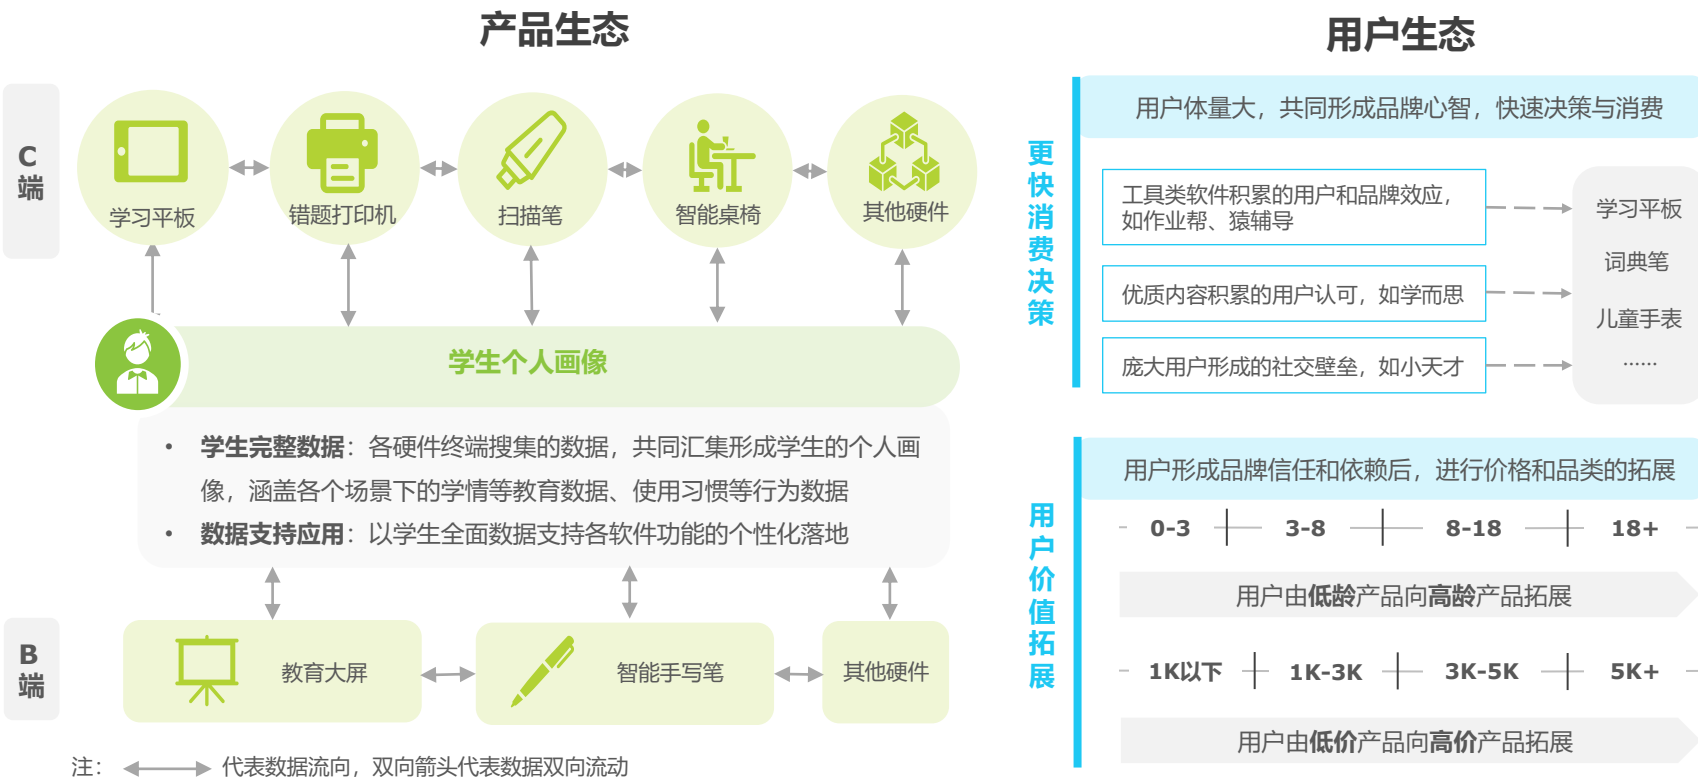 产品生态
C端
学习平板
错题打印机
扫描笔
智能桌椅
其他硬件
学生个人画像
• 学生完整数据：各硬件终端搜集的数据，共同汇集形成学生的个人画
像，涵盖各个场景下的学情等教育数据、使用习惯等行为数据
• 数据支持应用：以学生全面数据支持各软件功能的个性化落地
B端
教育大屏
智能手写笔
其他硬件
注： 代表数据流向，双向箭头代表数据双向流动
用户生态
更快消费决策
用户体量大，共同形成品牌心智，快速决策与消费
工具类软件积累的用户和品牌效应，
如作业帮、猿辅导
优质内容积累的用户认可，如学而思
庞大用户形成的社交壁垒，如小天才
学习平板
词典笔
儿童手表
……
用户价值拓展
用户形成品牌信任和依赖后，进行价格和品类的拓展
0-3 3-8 8-18 18+
用户由低龄产品向高龄产品拓展
1K以下 1K-3K 3K-5K 5K+
用户由低价产品向高价产品拓展